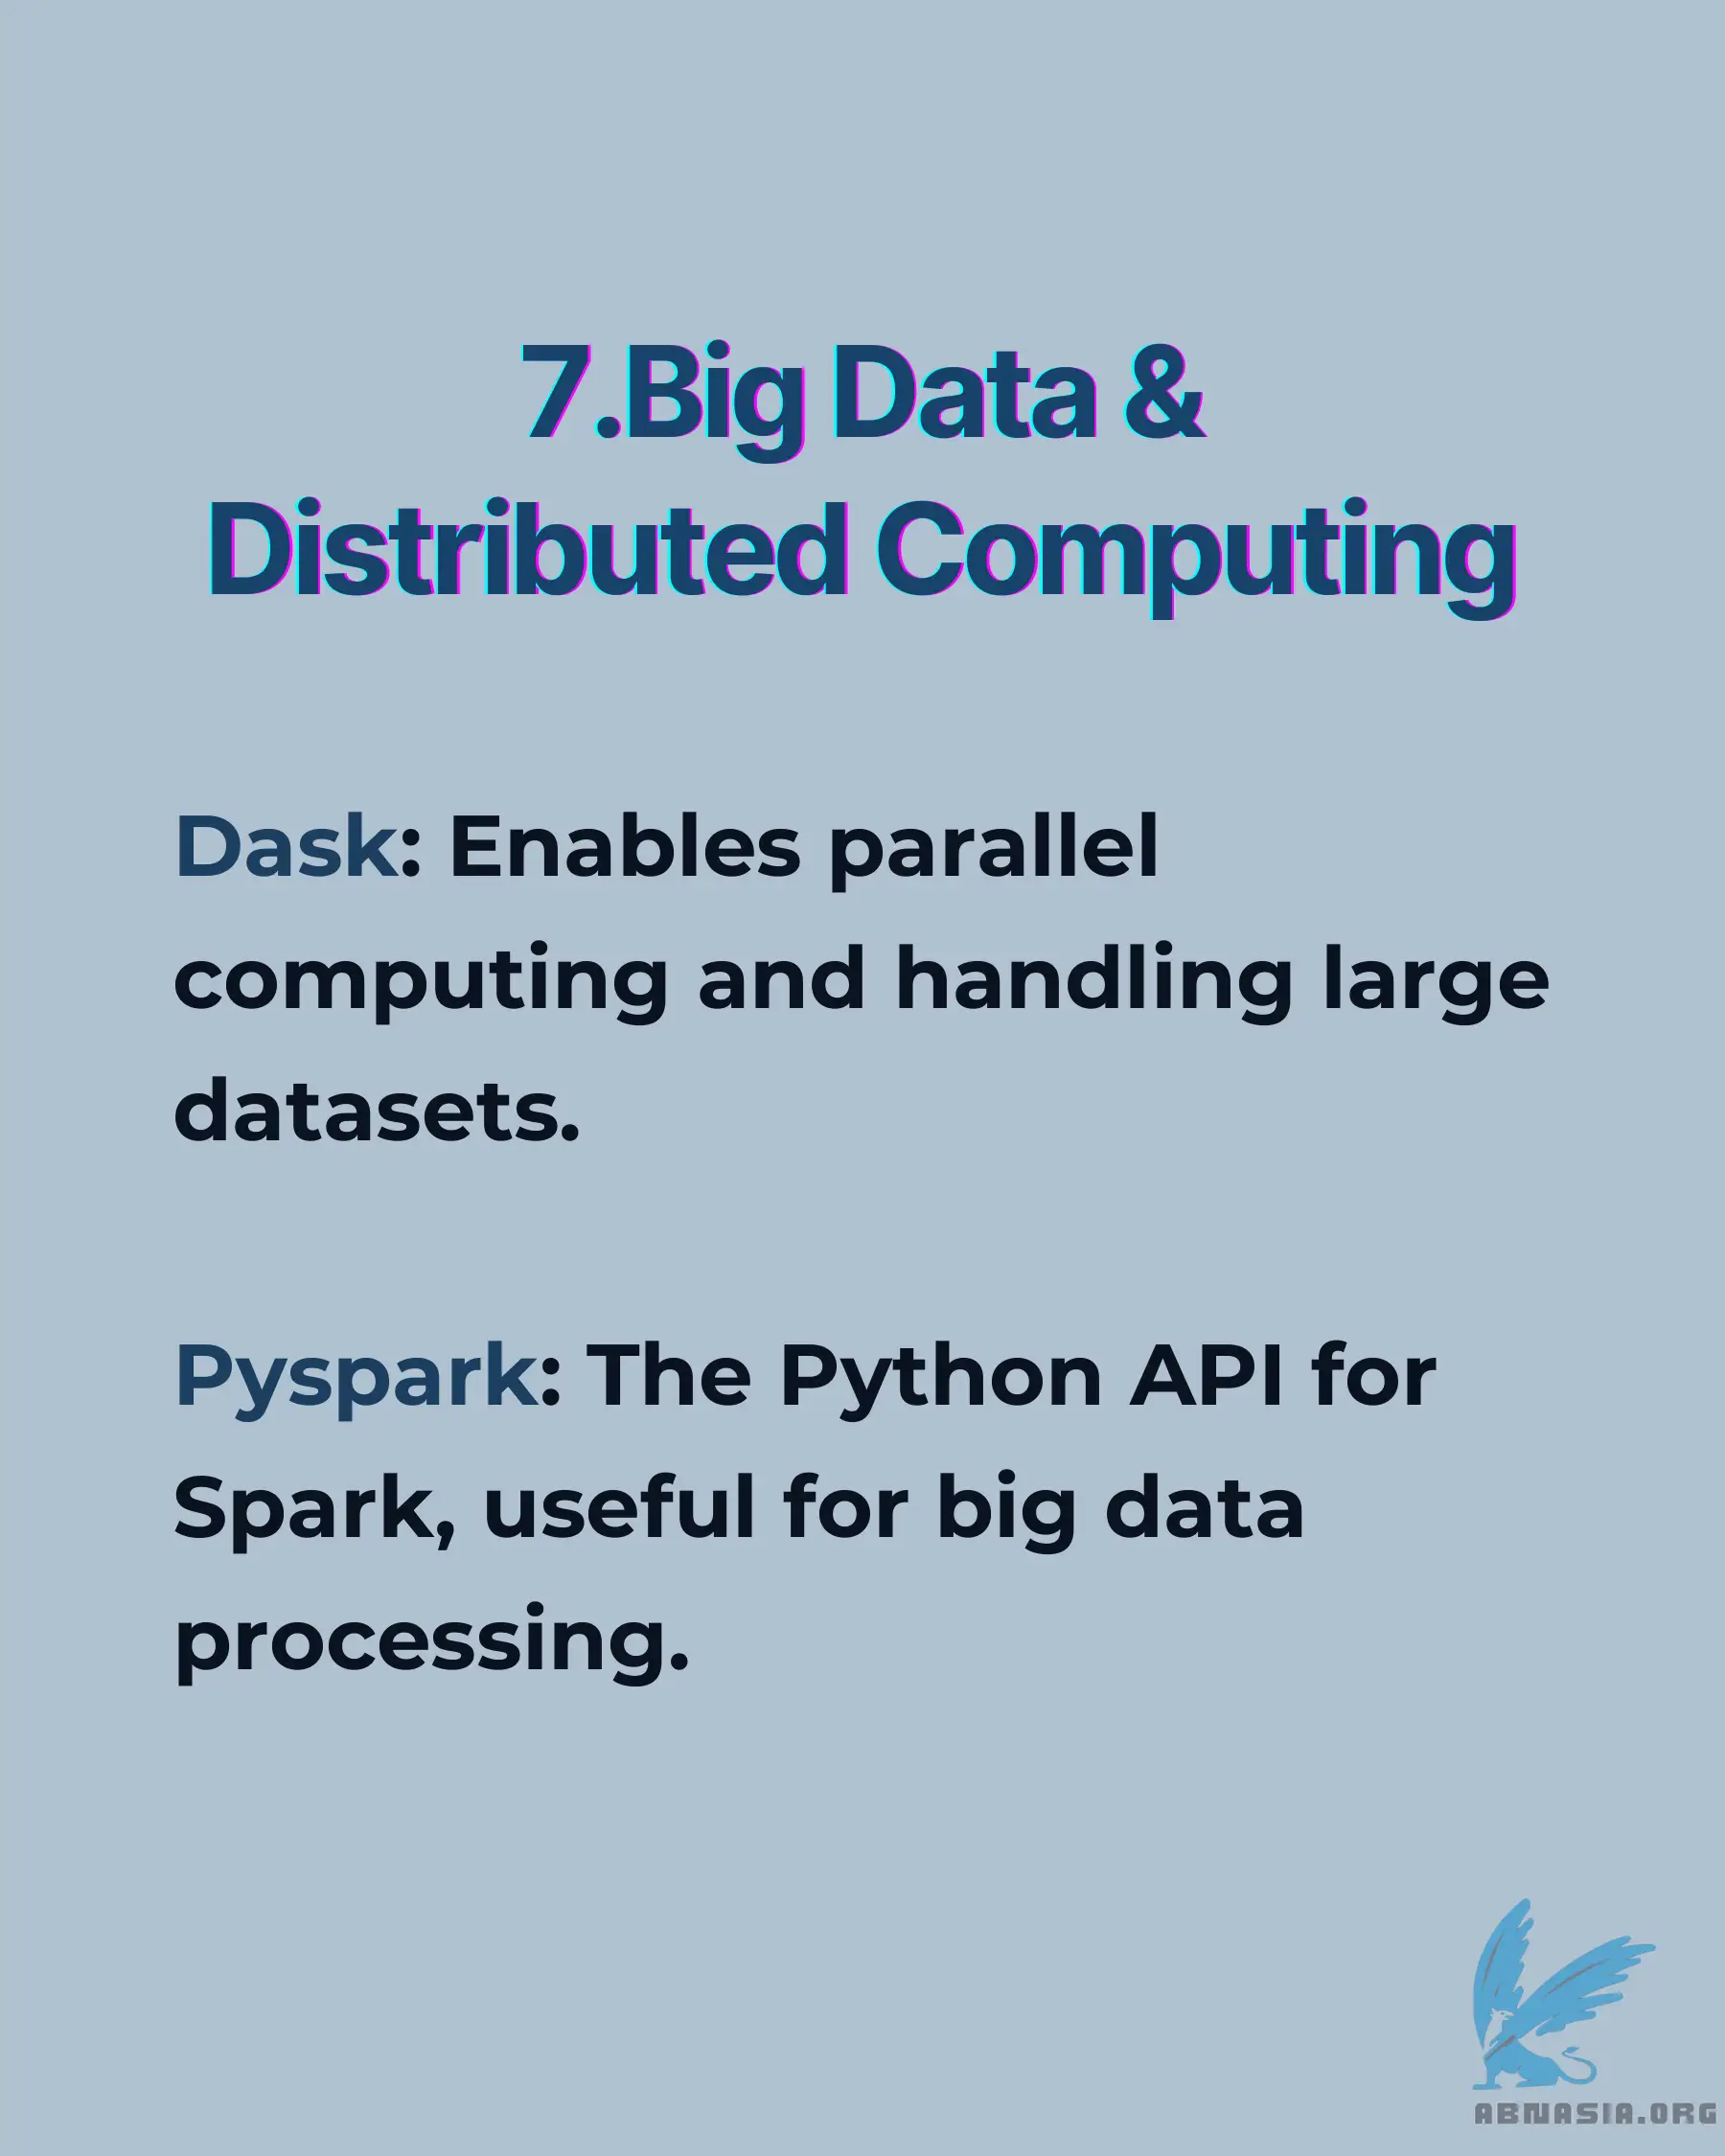 7.Big Data &
Distributed Computing
Dask: Enables parallel
computing and handling large
datasets.
Pyspark: The Python API for
Spark, useful for big data
processing.
ABNASIA.ORG